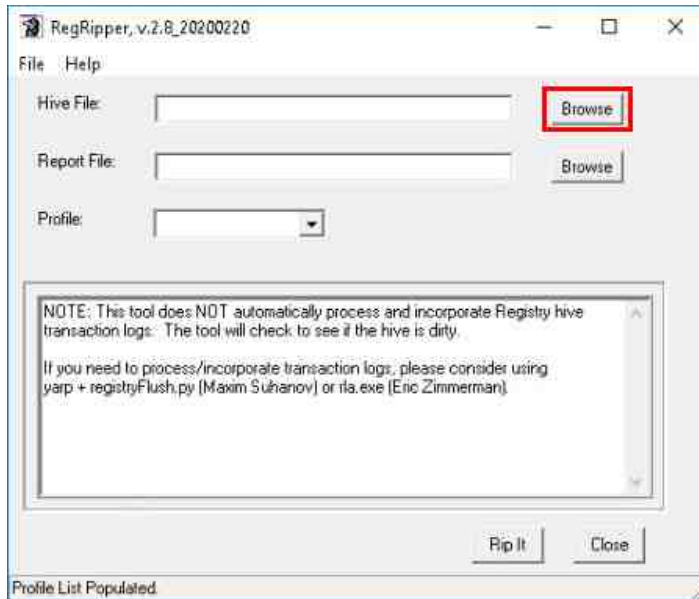 RegRipper, v.2.8_20200220
File Help
Hive File: Browse
Report File: Browse
Profile:
NOTE: This tool does NOT automatically process and incorporate Registry hive
transaction logs. The tool will check to see if the hive is dirty.
If you need to process/incorporate transaction logs, please consider using
yarp + registryFlush.py (Maxim Suhanov) or rla.exe (Eric Zimmerman).
Rip It Close
Profile List Populated.